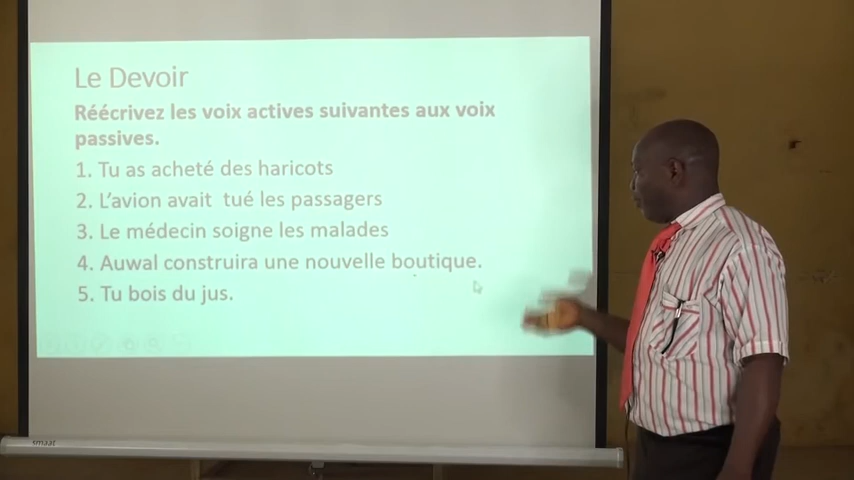 Le Devoir
Réécrivez les voix actives suivantes aux voix
passives.
1. Tu as acheté des haricots
2. L'avion avait tué les passagers
3. Le médecin soigne les malades
4. Auwal construira une nouvelle boutique.
5. Tu bois du jus.